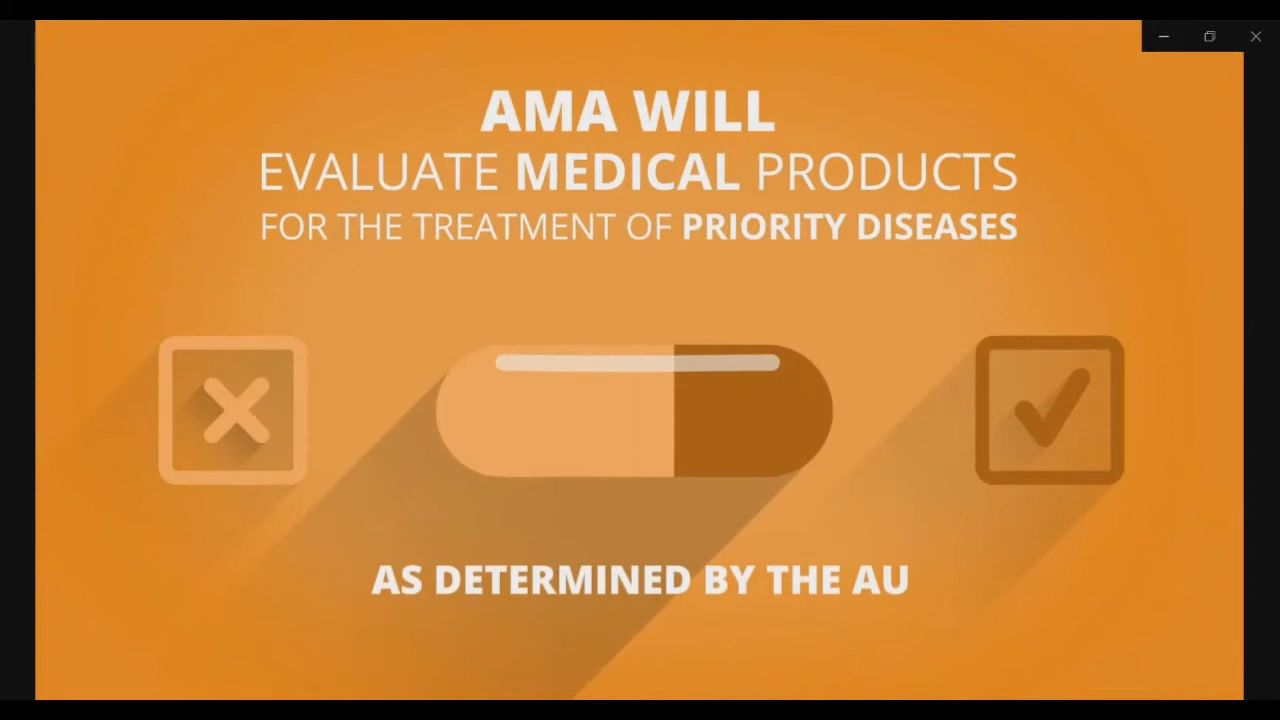 AMA WILL
EVALUATE MEDICAL PRODUCTS
FOR THE TREATMENT OF PRIORITY DISEASES
AS DETERMINED BY THE AU